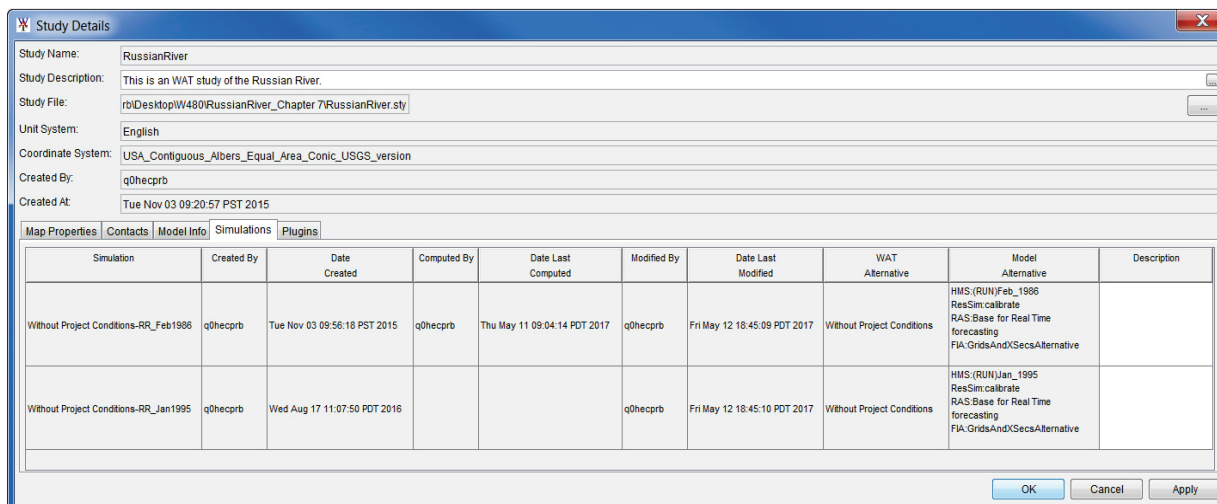 Study Details
Study Name: RussianRiver
Study Description: This is an WAT study of the Russian River. ...
Study File: rb\Desktop\W480\RussianRiver_Chapter 7\RussianRiver.sty ...
Unit System: English
Coordinate System: USA_Contiguous_Albers_Equal_Area_Conic_USGS_version
Created By: q0hecprb
Created At: Tue Nov 03 09:20:57 PST 2015
Map Properties Contacts Model Info Simulations Plugins
Simulation Created By Date Created Computed By Date Last Computed Modified By Date Last Modified WAT Alternative Model Alternative Description
Without Project Conditions-RR_Feb1986 q0hecprb Tue Nov 03 09:56:18 PST 2015 q0hecprb Thu May 11 09:04:14 PDT 2017 q0hecprb Fri May 12 18:45:09 PDT 2017 Without Project Conditions
HMS:(RUN)Feb_1986
ResSim:calibrate
RAS:Base for Real Time
forecasting
FIA:GridsAndXSecsAlternative
Without Project Conditions-RR_Jan1995 q0hecprb Wed Aug 17 11:07:50 PDT 2016 q0hecprb Fri May 12 18:45:10 PDT 2017 Without Project Conditions
HMS:(RUN)Jan_1995
ResSim:calibrate
RAS:Base for Real Time
forecasting
FIA:GridsAndXSecsAlternative
OK Cancel Apply